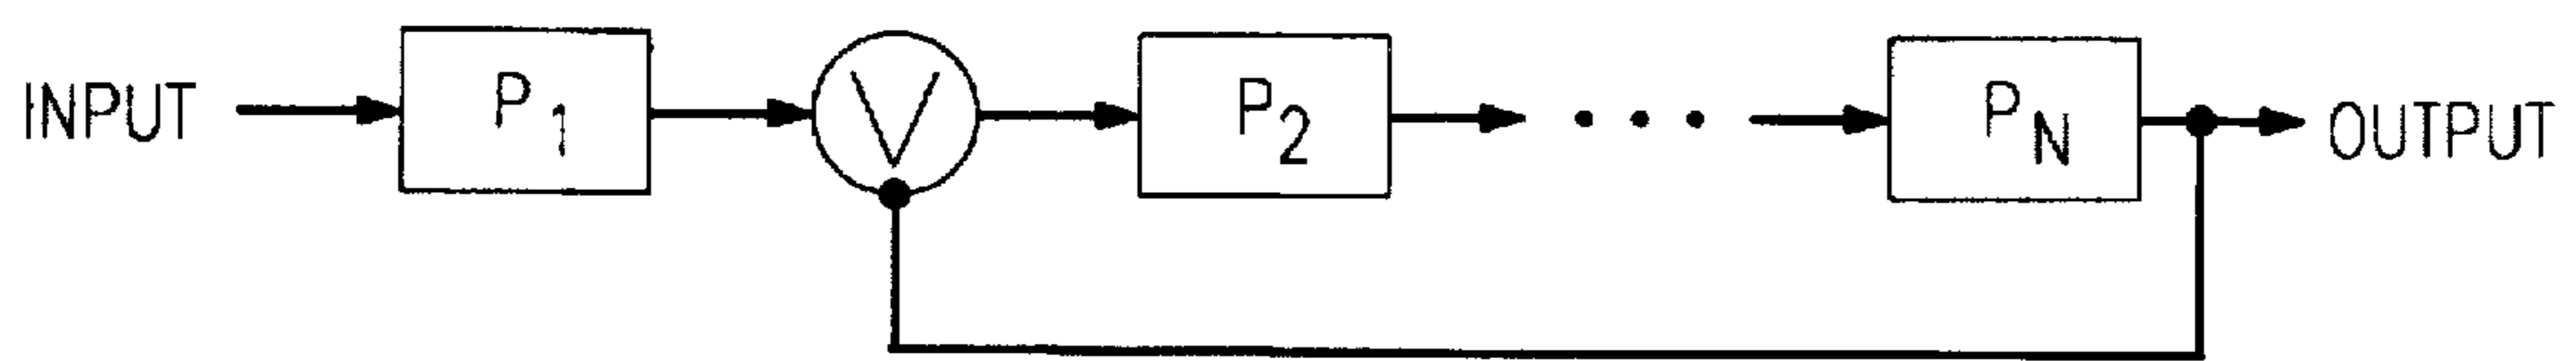 INPUT P1 V P2 ... PN OUTPUT